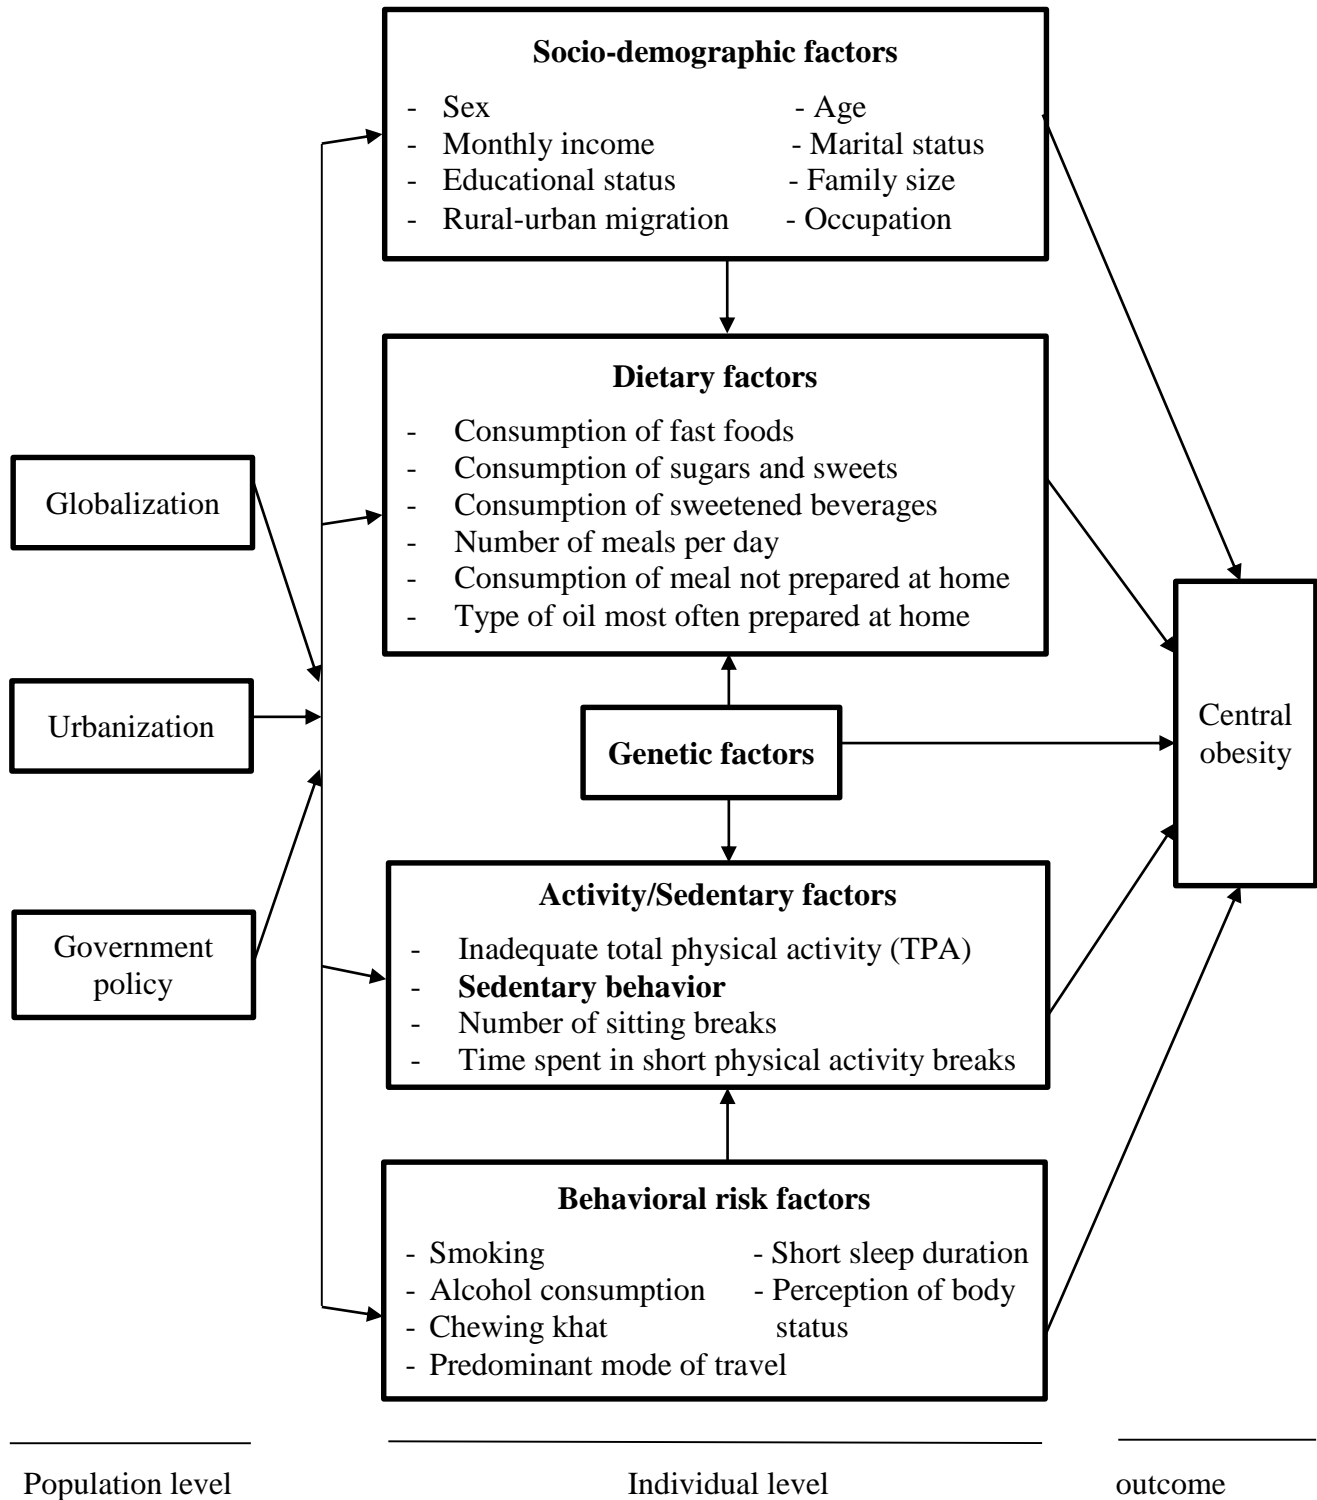 Socio-demographic factors
- Sex - Age
- Monthly income - Marital status
- Educational status - Family size
- Rural-urban migration - Occupation
Dietary factors
- Consumption of fast foods
- Consumption of sugars and sweets
- Consumption of sweetened beverages
- Number of meals per day
- Consumption of meal not prepared at home
- Type of oil most often prepared at home
Globalization
Urbanization
Government
policy
Genetic factors
Central
obesity
Activity/Sedentary factors
- Inadequate total physical activity (TPA)
- Sedentary behavior
- Number of sitting breaks
- Time spent in short physical activity breaks
Behavioral risk factors
- Smoking - Short sleep duration
- Alcohol consumption - Perception of body
- Chewing khat status
- Predominant mode of travel
Population level Individual level outcome